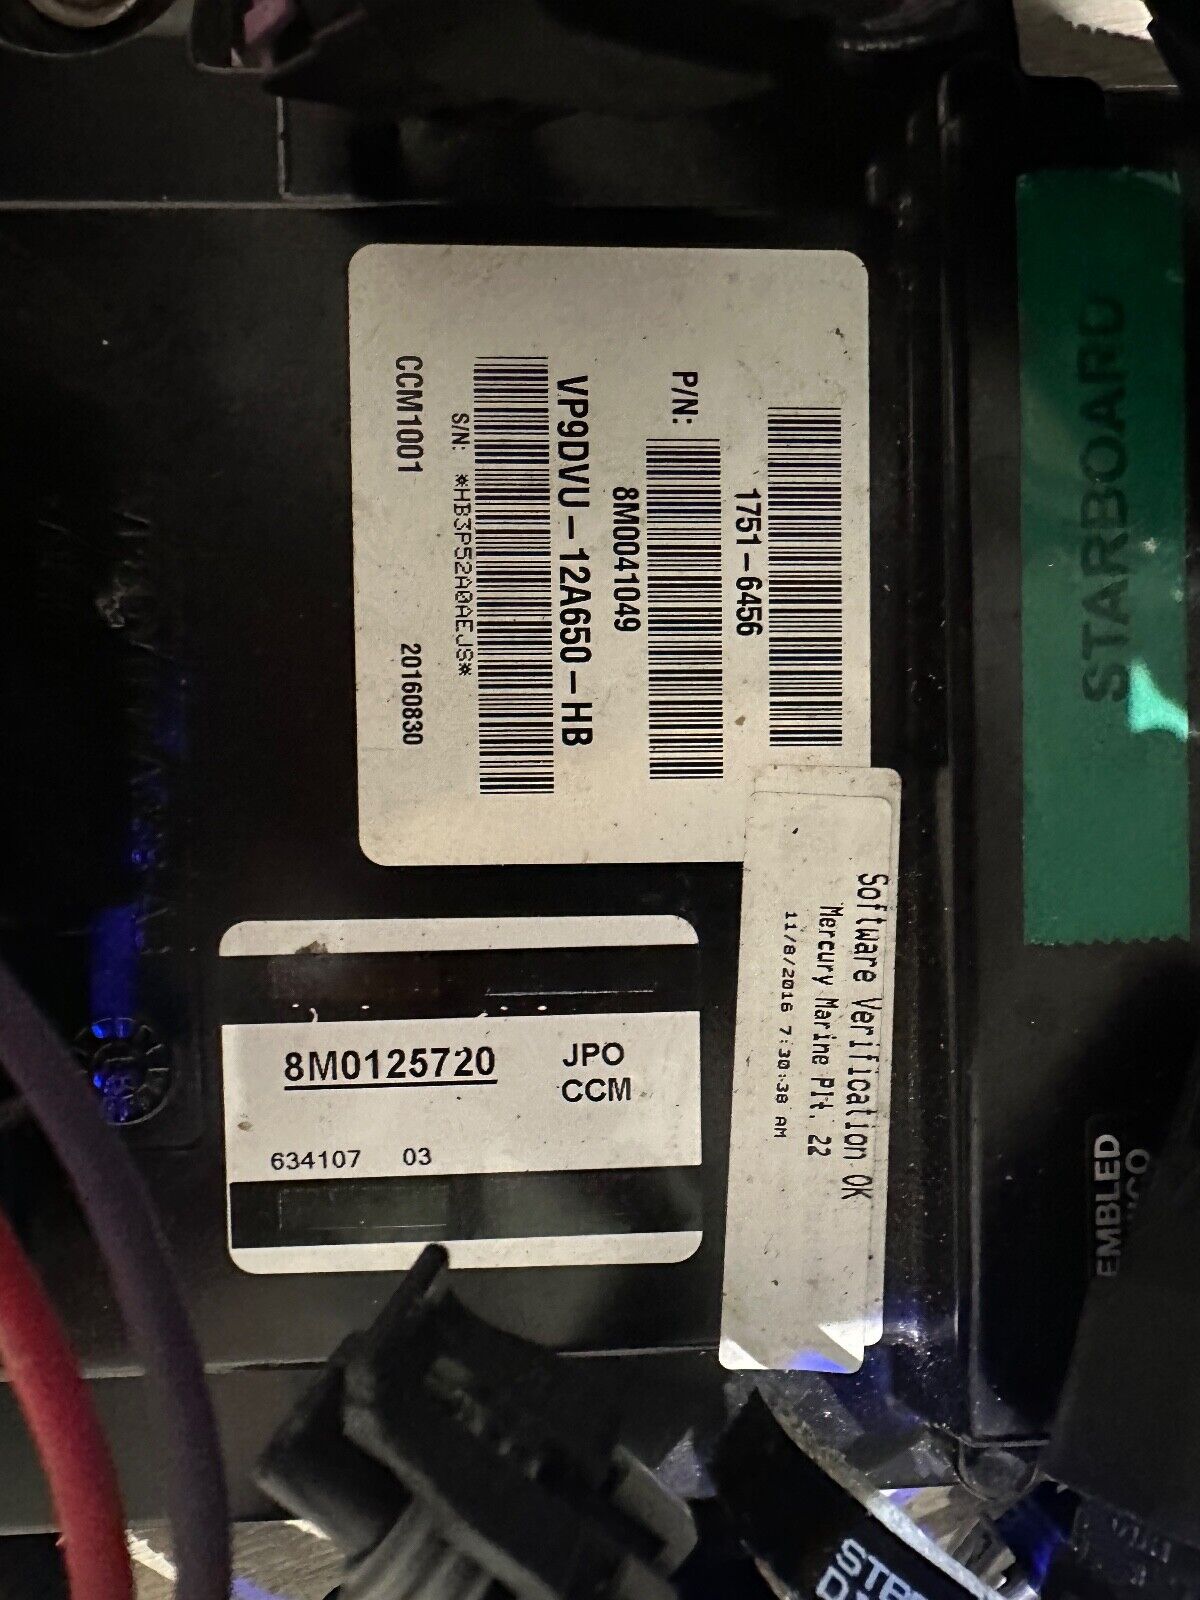 1751-6456
P/N:
8M0041049
VP9DVU-12A650-HB
S/N: *HB3P52A0AEJS*
CCM1001 20160830
STARBOARD
Software Verification OK
Mercury Marine Plt. 22
11/8/2016 7:30:38 AM
8M0125720 JPO
CCM
634107 03
EMBLED